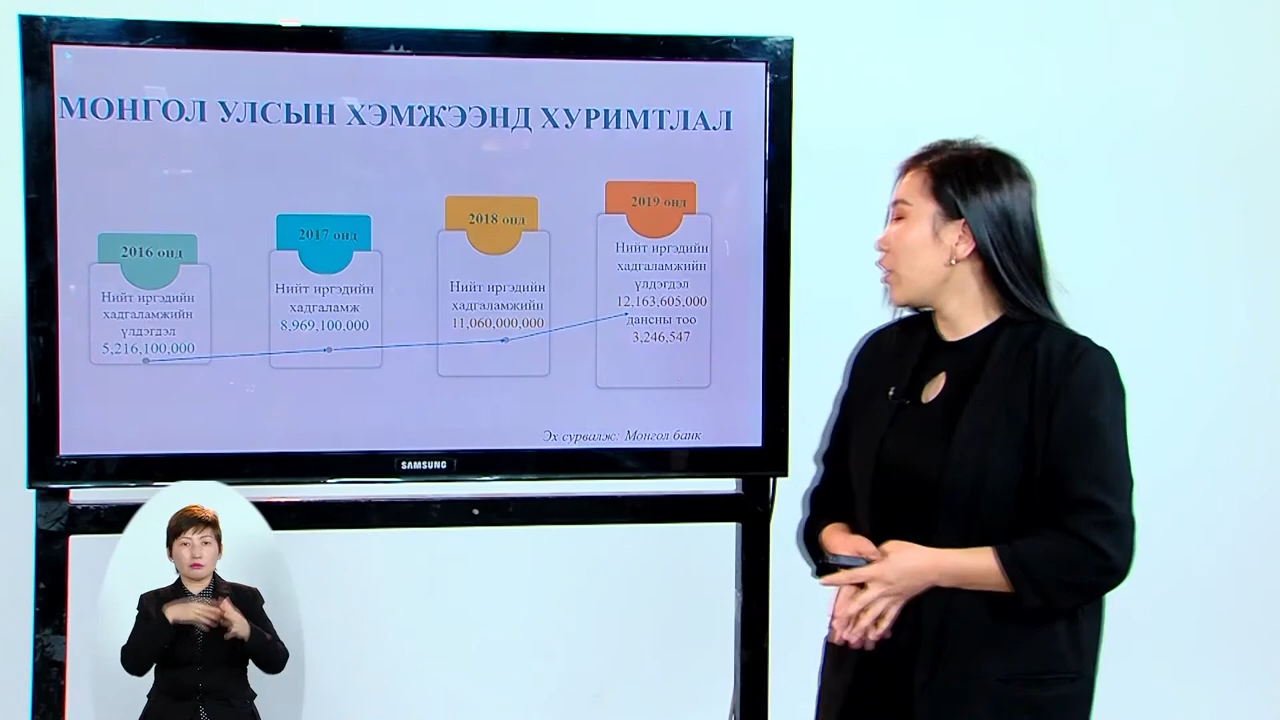 МОНГОЛ УЛСЫН ХЭМЖЭЭНД ХУРИМТЛАЛ
2016 онд
Нийт иргэдийн
хадгаламжийн
үлдэгдэл
5,216,100,000
2017 онд
Нийт иргэдийн
хадгаламж
8,969,100,000
2018 онд
Нийт иргэдийн
хадгаламжийн
11,060,000,000
2019 онд
Нийт иргэдийн
хадгаламжийн
үлдэгдэл
12,163,605,000
дансны тоо
3,246,547
Эх сурвалж: Монгол банк
SAMSUNG